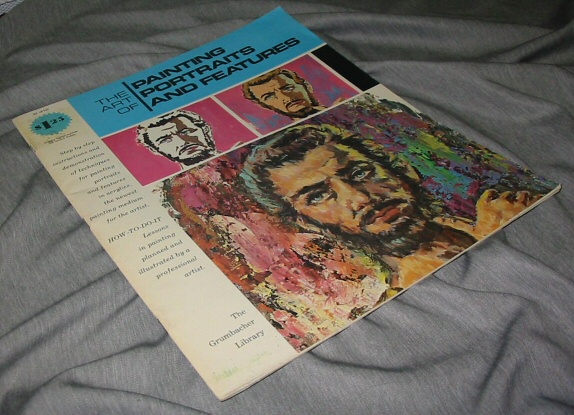 THE
ART
OF
PAINTING
PORTRAITS
AND FEATURES
$1.25
step by step
instructions and
demonstration
of techniques
for painting
portraits
and features
in acrylics
the newest
painting medium
for the artist.
HOW-TO-DO-IT
Lessons
in painting
planned and
illustrated by a
professional
artist.
The
Grumbacher
Library